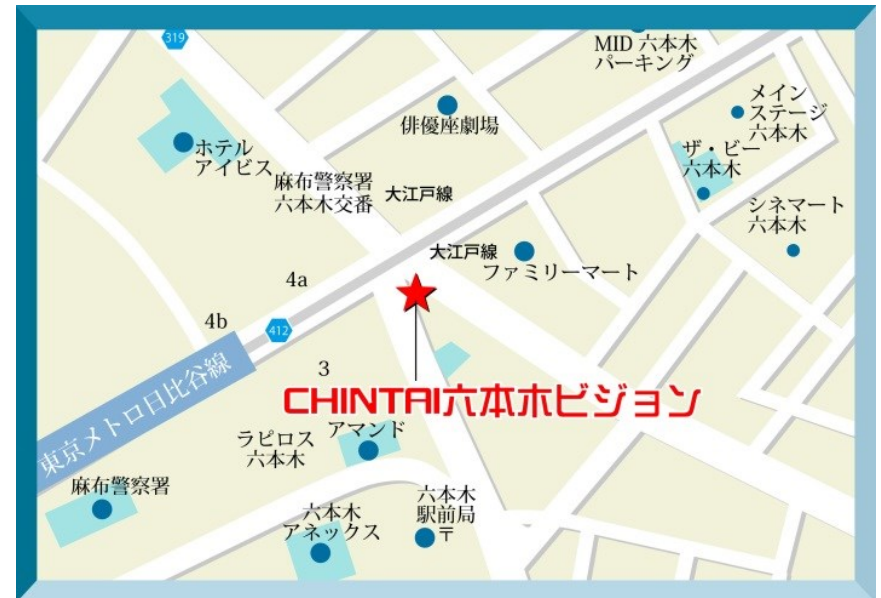 319
MID 六本木
パーキング
メイン
ステージ
六本木
俳優座劇場
ホテル
アイビス
ザ・ビー
六本木
麻布警察署
六本木交番
大江戸線
シネマート
六本木
大江戸線
ファミリーマート
4a
4b
412
3
東京メトロ日比谷線
CHINTAI六本木ビジョン
ラピロス
六本木
アマンド
麻布警察署
六本木
アネックス
六本木
駅前局
〒